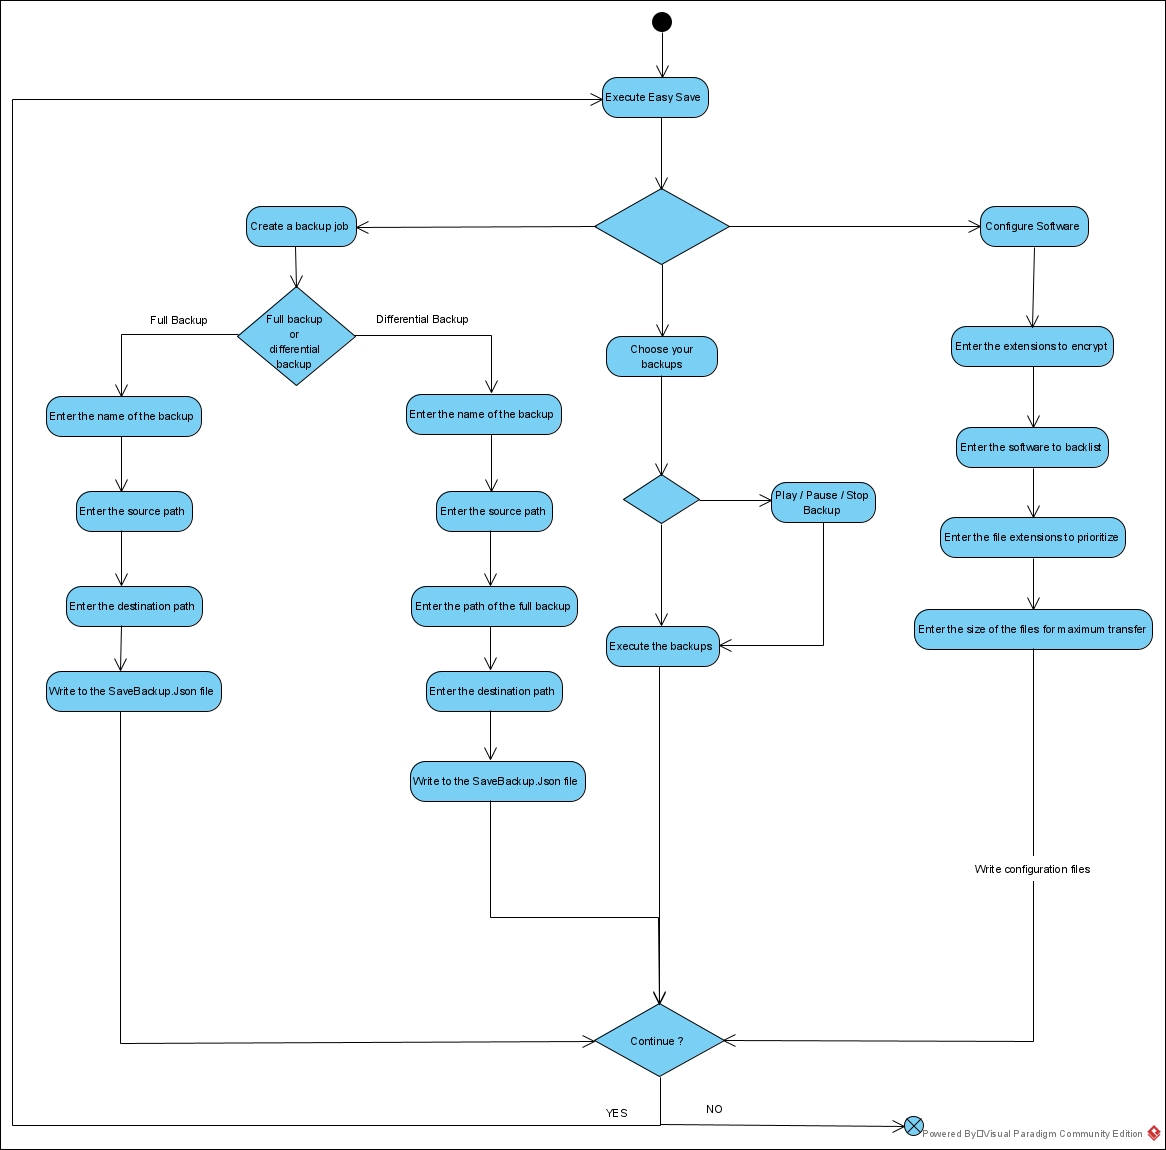 Execute Easy Save
Create a backup job
Configure Software
Full Backup
Full backup
or
differential
backup
Differential Backup
Choose your
backups
Enter the extensions to encrypt
Enter the name of the backup
Enter the name of the backup
Enter the software to backlist
Enter the source path
Enter the source path
Play / Pause / Stop
Backup
Enter the file extensions to prioritize
Enter the destination path
Enter the path of the full backup
Execute the backups
Enter the size of the files for maximum transfer
Write to the SaveBackup.Json file
Enter the destination path
Write to the SaveBackup.Json file
Write configuration files
Continue ?
YES
NO
Powered By Visual Paradigm Community Edition